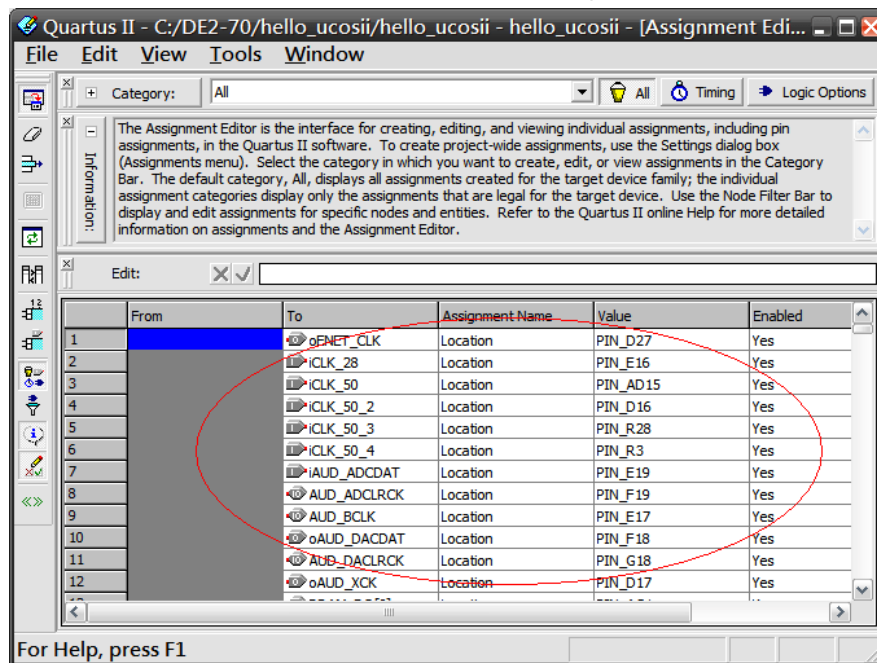 Quartus II - C:/DE2-70/hello_ucosii/hello_ucosii - hello_ucosii - [Assignment Edi...
File Edit View Tools Window
Category: All All Timing Logic Options
Information:
The Assignment Editor is the interface for creating, editing, and viewing individual assignments, including pin
assignments, in the Quartus II software. To create project-wide assignments, use the Settings dialog box
(Assignments menu). Select the category in which you want to create, edit, or view assignments in the Category
Bar. The default category, All, displays all assignments created for the target device family; the individual
assignment categories display only the assignments that are legal for the target device. Use the Node Filter Bar to
display and edit assignments for specific nodes and entities. Refer to the Quartus II online Help for more detailed
information on assignments and the Assignment Editor.
Edit:
From To Assignment Name Value Enabled
1 oENET_CLK Location PIN_D27 Yes
2 iCLK_28 Location PIN_E16 Yes
3 iCLK_50 Location PIN_AD15 Yes
4 iCLK_50_2 Location PIN_D16 Yes
5 iCLK_50_3 Location PIN_R28 Yes
6 iCLK_50_4 Location PIN_R3 Yes
7 iAUD_ADCDAT Location PIN_E19 Yes
8 AUD_ADCLRCK Location PIN_F19 Yes
9 AUD_BCLK Location PIN_E17 Yes
10 oAUD_DACDAT Location PIN_F18 Yes
11 AUD_DACLRCK Location PIN_G18 Yes
12 oAUD_XCK Location PIN_D17 Yes
For Help, press F1